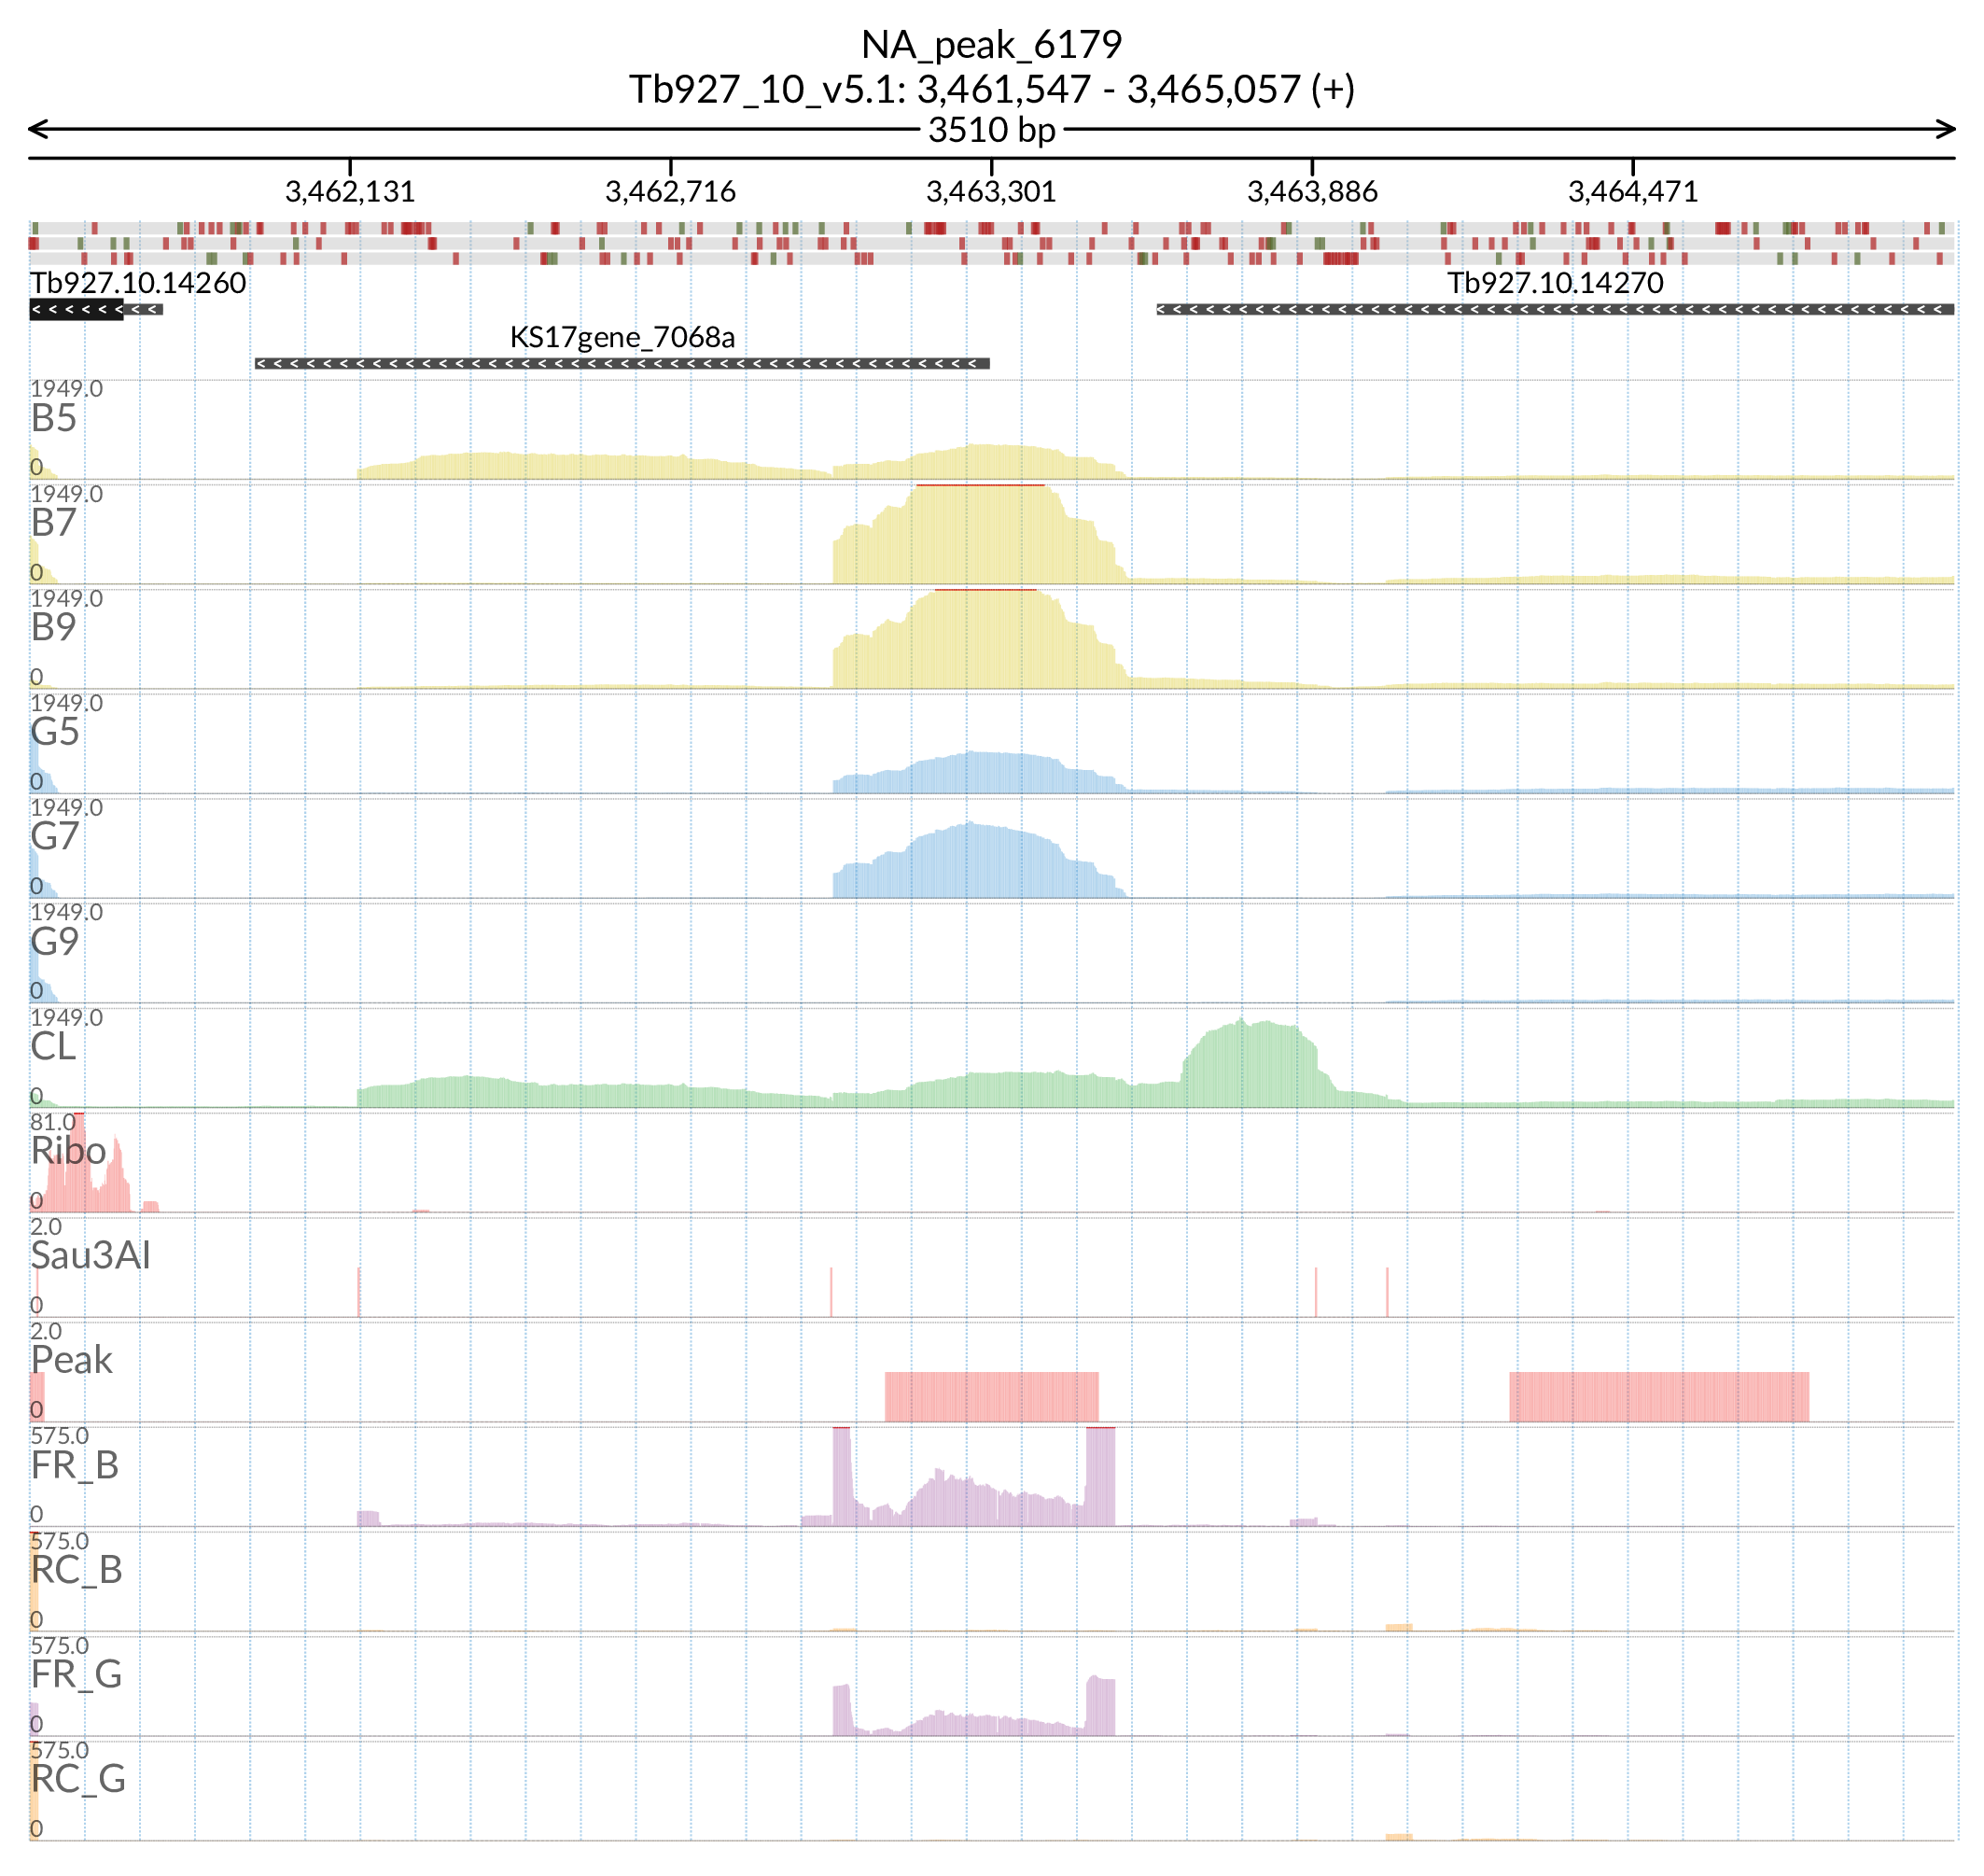 NA_peak_6179
Tb927_10_v5.1: 3,461,547 - 3,465,057 (+)
3510 bp
3,462,131 3,462,716 3,463,301 3,463,886 3,464,471
Tb927.10.14260 Tb927.10.14270
KS17gene_7068a
1949.0
B5
0
1949.0
B7
0
1949.0
B9
0
1949.0
G5
0
1949.0
G7
0
1949.0
G9
0
1949.0
CL
0
81.0
Ribo
0
2.0
Sau3AI
0
2.0
Peak
0
575.0
FR_B
0
575.0
RC_B
0
575.0
FR_G
0
575.0
RC_G
0